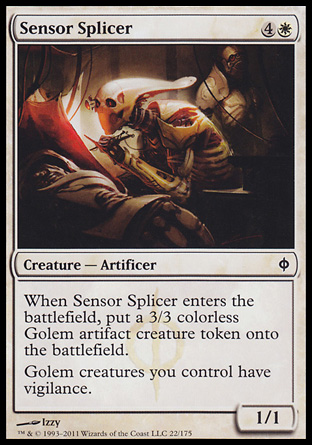 Sensor Splicer 4
Creature — Artificer
When Sensor Splicer enters the
battlefield, put a 3/3 colorless
Golem artifact creature token onto
the battlefield.
Golem creatures you control have
vigilance.
Izzy
™ & © 1993–2011 Wizards of the Coast LLC 22/175
1/1